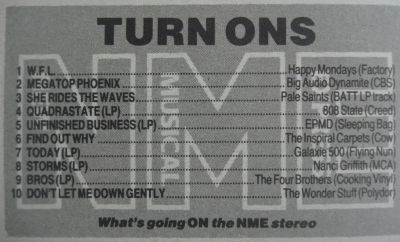 TURN ONS
NME
MUSICAL
1 W.F.L. Happy Mondays (Factory)
2 MEGATOP PHOENIX Big Audio Dynamite (CBS)
3 SHE RIDES THE WAVES Pale Saints (BATT LP track)
4 QUADRASTATE (LP) 808 State (Creed)
5 UNFINISHED BUSINESS (LP) EPMD (Sleeping Bag)
6 FIND OUT WHY The Inspiral Carpets (Cow)
7 TODAY (LP) Galaxie 500 (Flying Nun)
8 STORMS (LP) Nanci Griffith (MCA)
9 BROS (LP) The Four Brothers (Cooking Vinyl)
10 DON'T LET ME DOWN GENTLY The Wonder Stuff (Polydor)
What's going ON the NME stereo